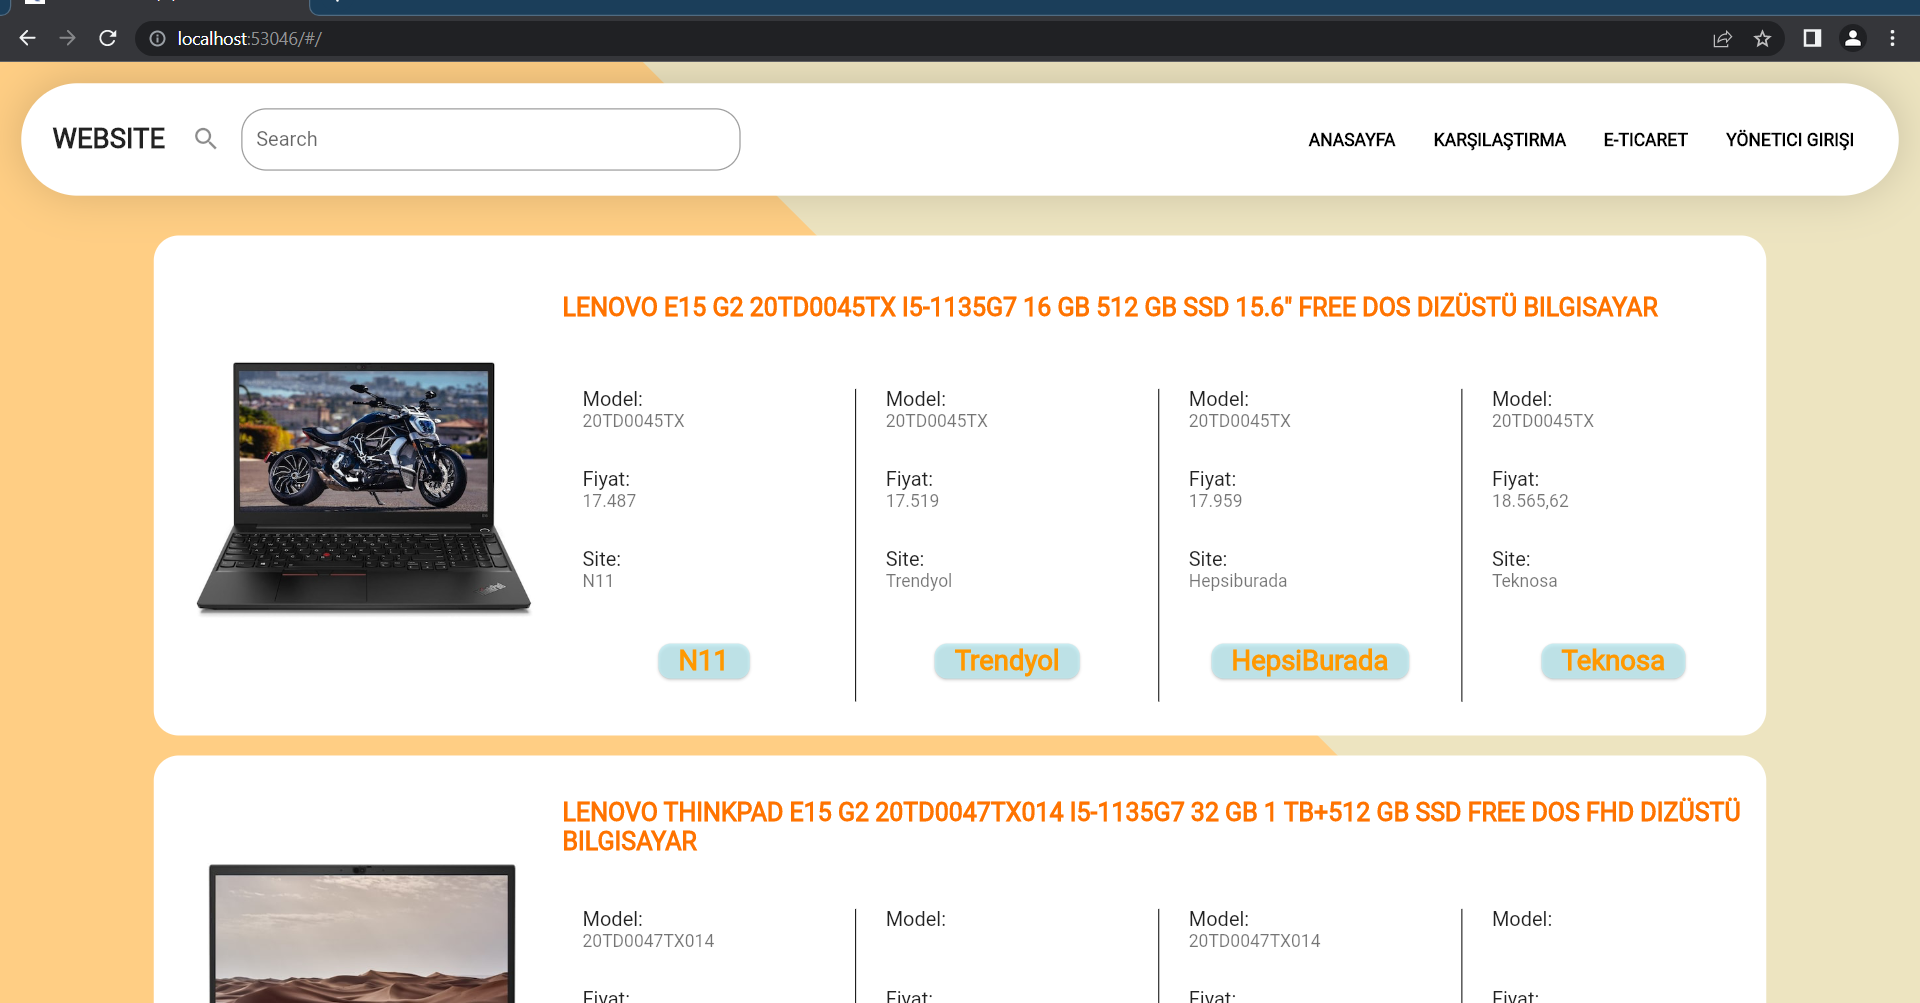 localhost:53046/#/
WEBSITE Search ANASAYFA KARŞILAŞTIRMA E-TICARET YÖNETICI GIRIŞI
LENOVO E15 G2 20TD0045TX I5-1135G7 16 GB 512 GB SSD 15.6" FREE DOS DIZÜSTÜ BILGISAYAR
Model: Model: Model: Model:
20TD0045TX 20TD0045TX 20TD0045TX 20TD0045TX
Fiyat: Fiyat: Fiyat: Fiyat:
17.487 17.519 17.959 18.565,62
Site: Site: Site: Site:
N11 Trendyol Hepsiburada Teknosa
N11 Trendyol HepsiBurada Teknosa
LENOVO THINKPAD E15 G2 20TD0047TX014 I5-1135G7 32 GB 1 TB+512 GB SSD FREE DOS FHD DIZÜSTÜ
BILGISAYAR
Model: Model: Model: Model:
20TD0047TX014 20TD0047TX014
Fiyat: Fiyat: Fiyat: Fiyat: